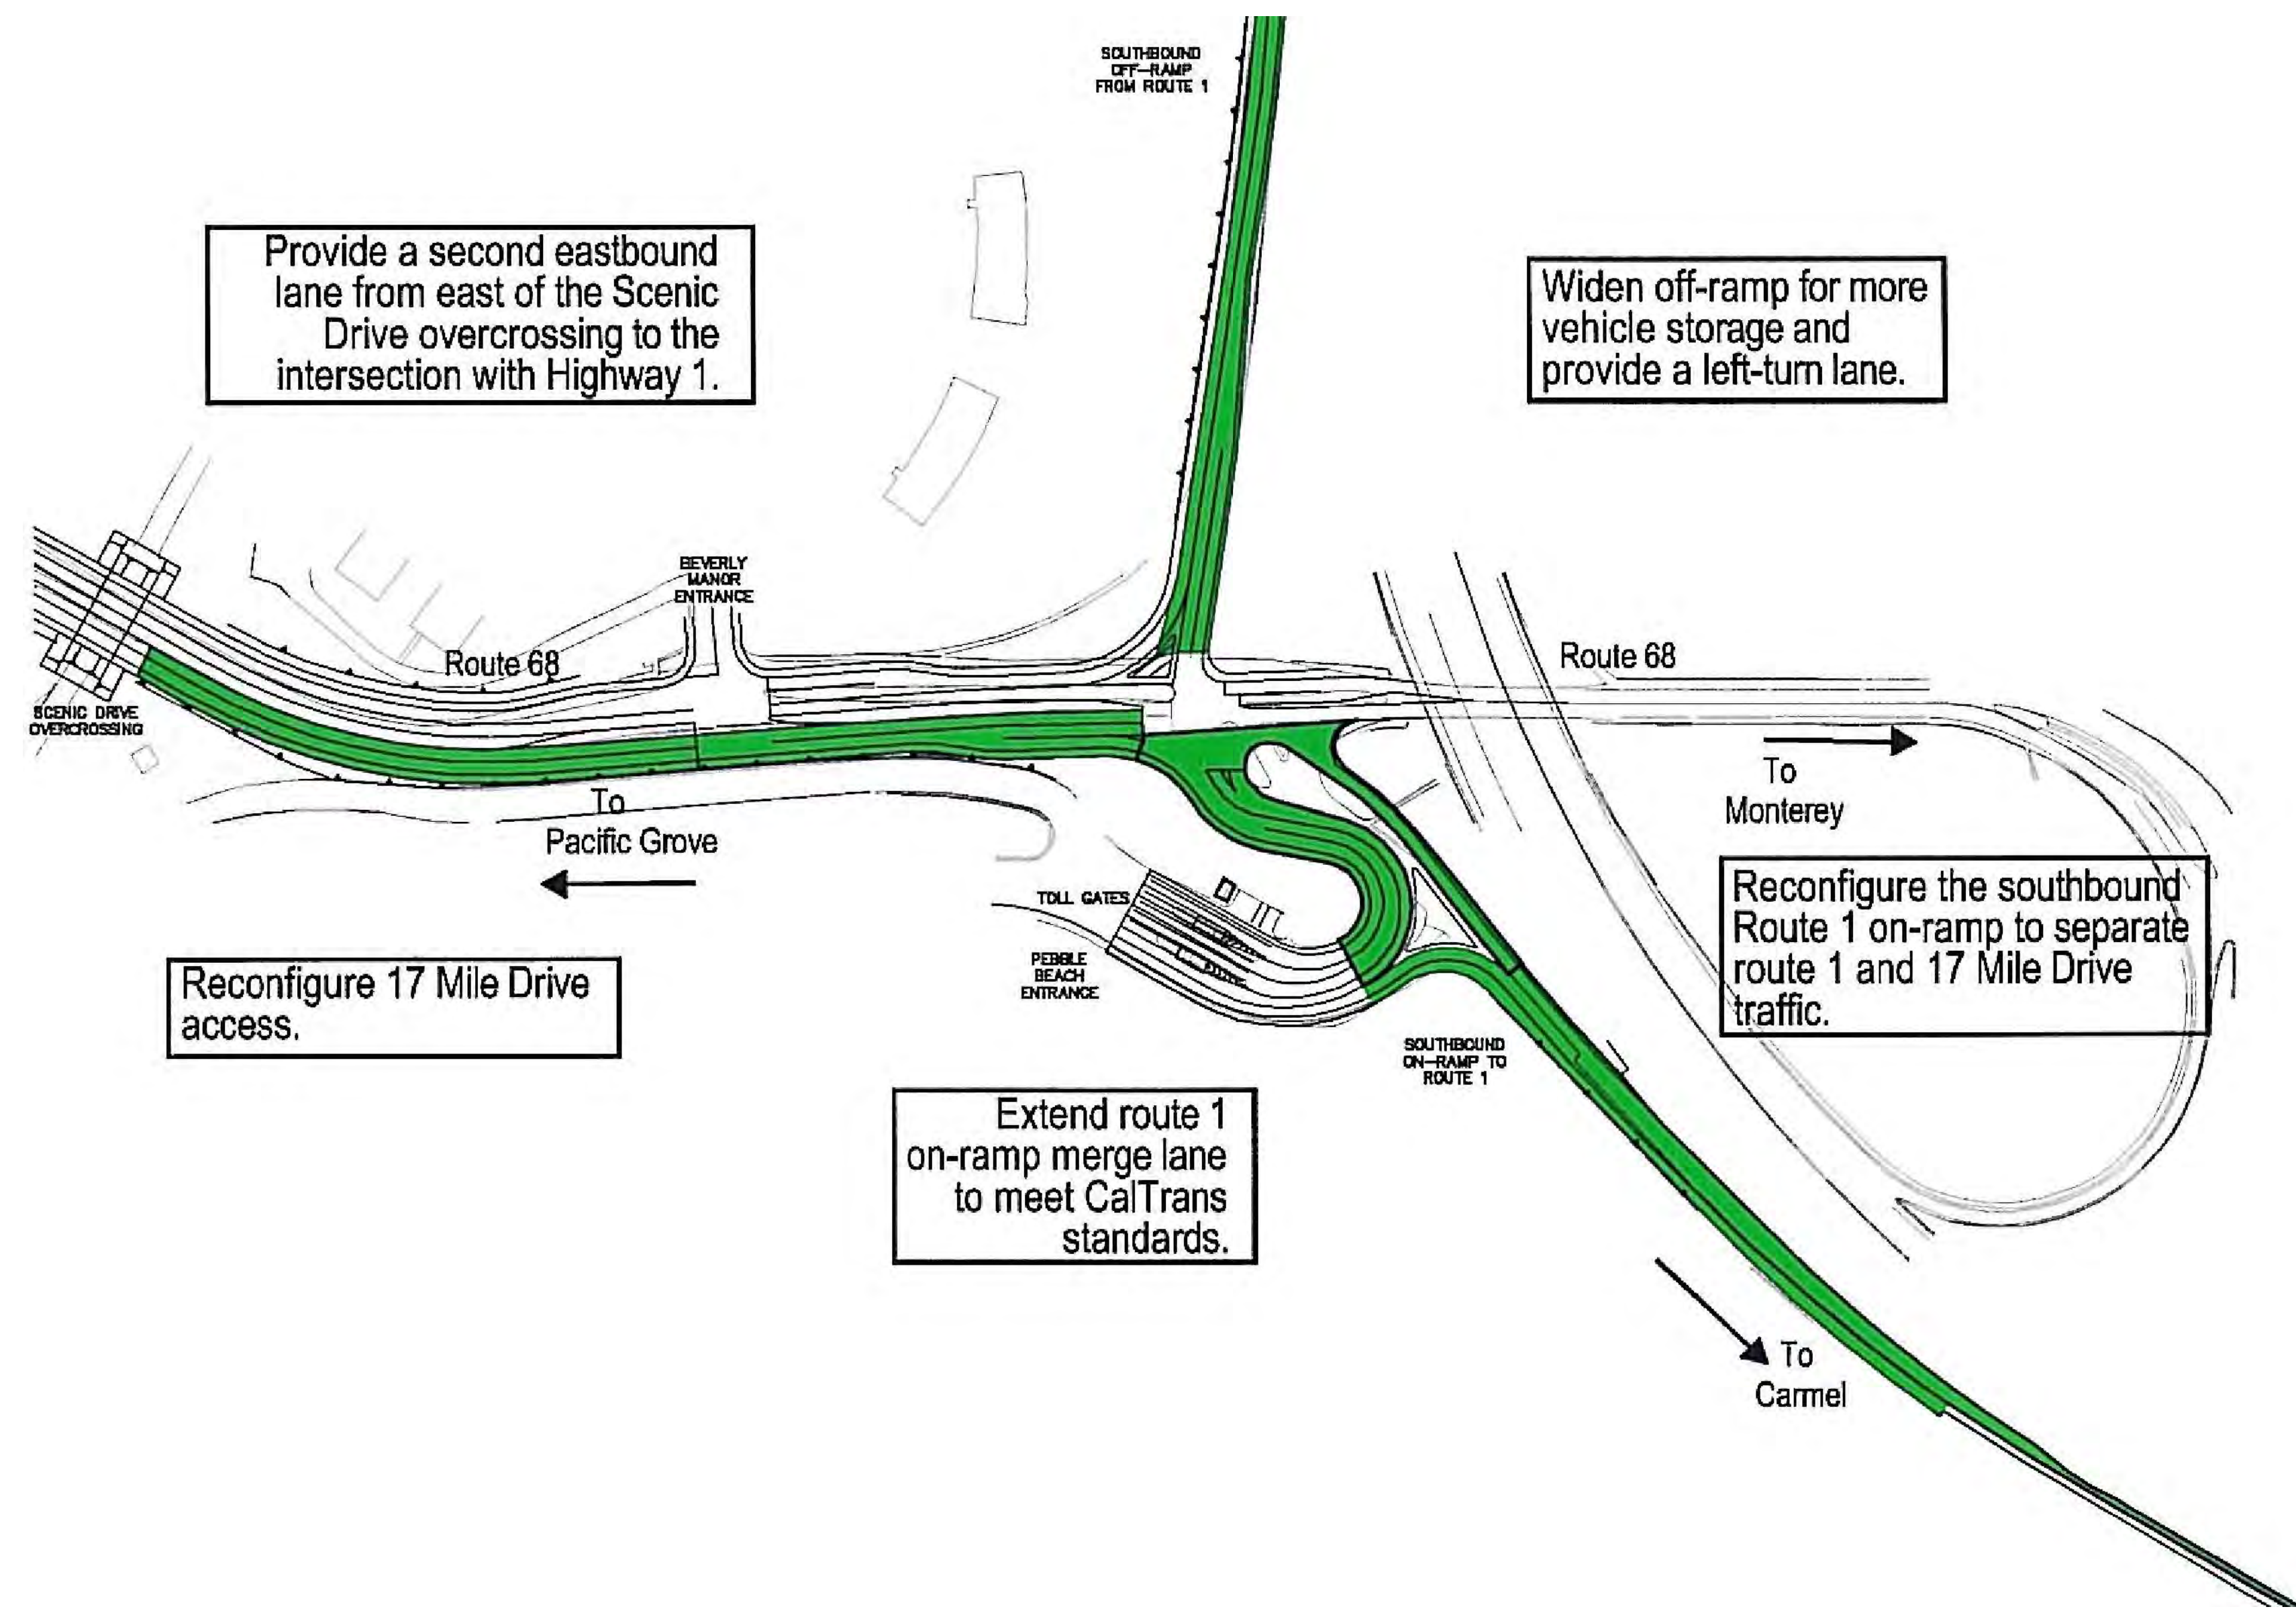 SOUTHBOUND
OFF-RAMP
FROM ROUTE 1
Provide a second eastbound
lane from east of the Scenic
Drive overcrossing to the
intersection with Highway 1.
Widen off-ramp for more
vehicle storage and
provide a left-turn lane.
BEVERLY
MANOR
ENTRANCE
Route 68
Route 68
SCENIC DRIVE
OVERCROSSING
To
Monterey
To
Pacific Grove
TOLL GATES
PEBBLE
BEACH
ENTRANCE
Reconfigure the southbound
Route 1 on-ramp to separate
route 1 and 17 Mile Drive
traffic.
Reconfigure 17 Mile Drive
access.
SOUTHBOUND
ON-RAMP TO
ROUTE 1
Extend route 1
on-ramp merge lane
to meet CalTrans
standards.
To
Carmel